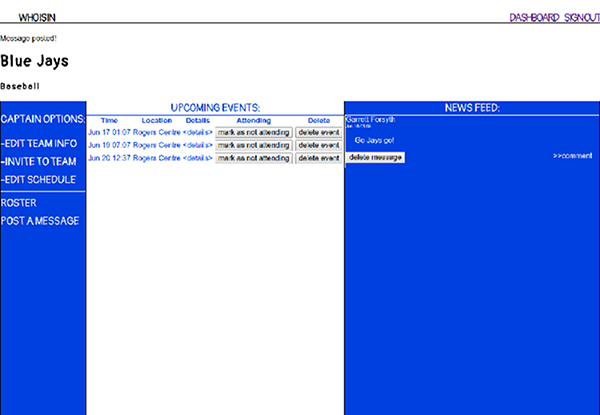 WHOISIN DASHBOARD SIGNOUT
Message posted!
Blue Jays
Baseball
CAPTAIN OPTIONS:
-EDIT TEAM INFO
-INVITE TO TEAM
-EDIT SCHEDULE
ROSTER
POST A MESSAGE
UPCOMING EVENTS:
Time Location Details Attending Delete
Jun 17 01:07 Rogers Centre <details> mark as not attending delete event
Jun 19 07:07 Rogers Centre <details> mark as not attending delete event
Jun 20 12:37 Rogers Centre <details> mark as not attending delete event
NEWS FEED:
Garrett Forsyth
Go Jays go!
delete message >>comment